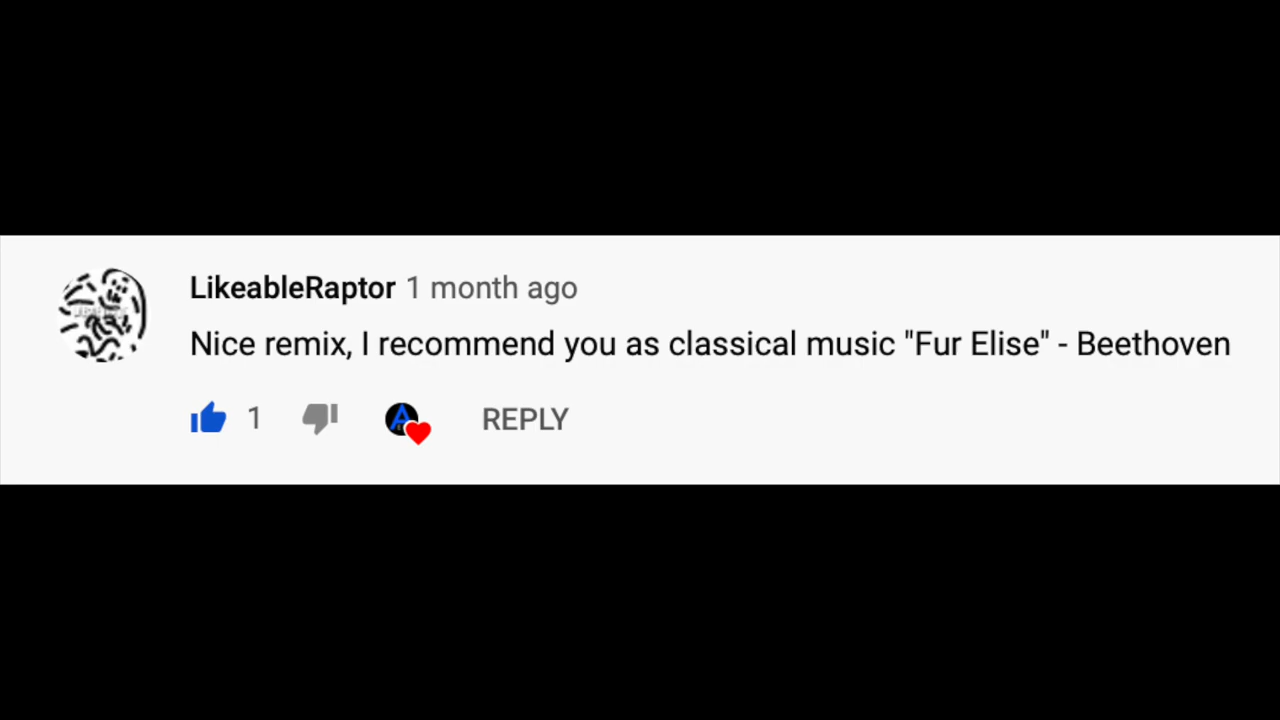 LikeableRaptor 1 month ago
Nice remix, I recommend you as classical music "Fur Elise" - Beethoven
1 REPLY